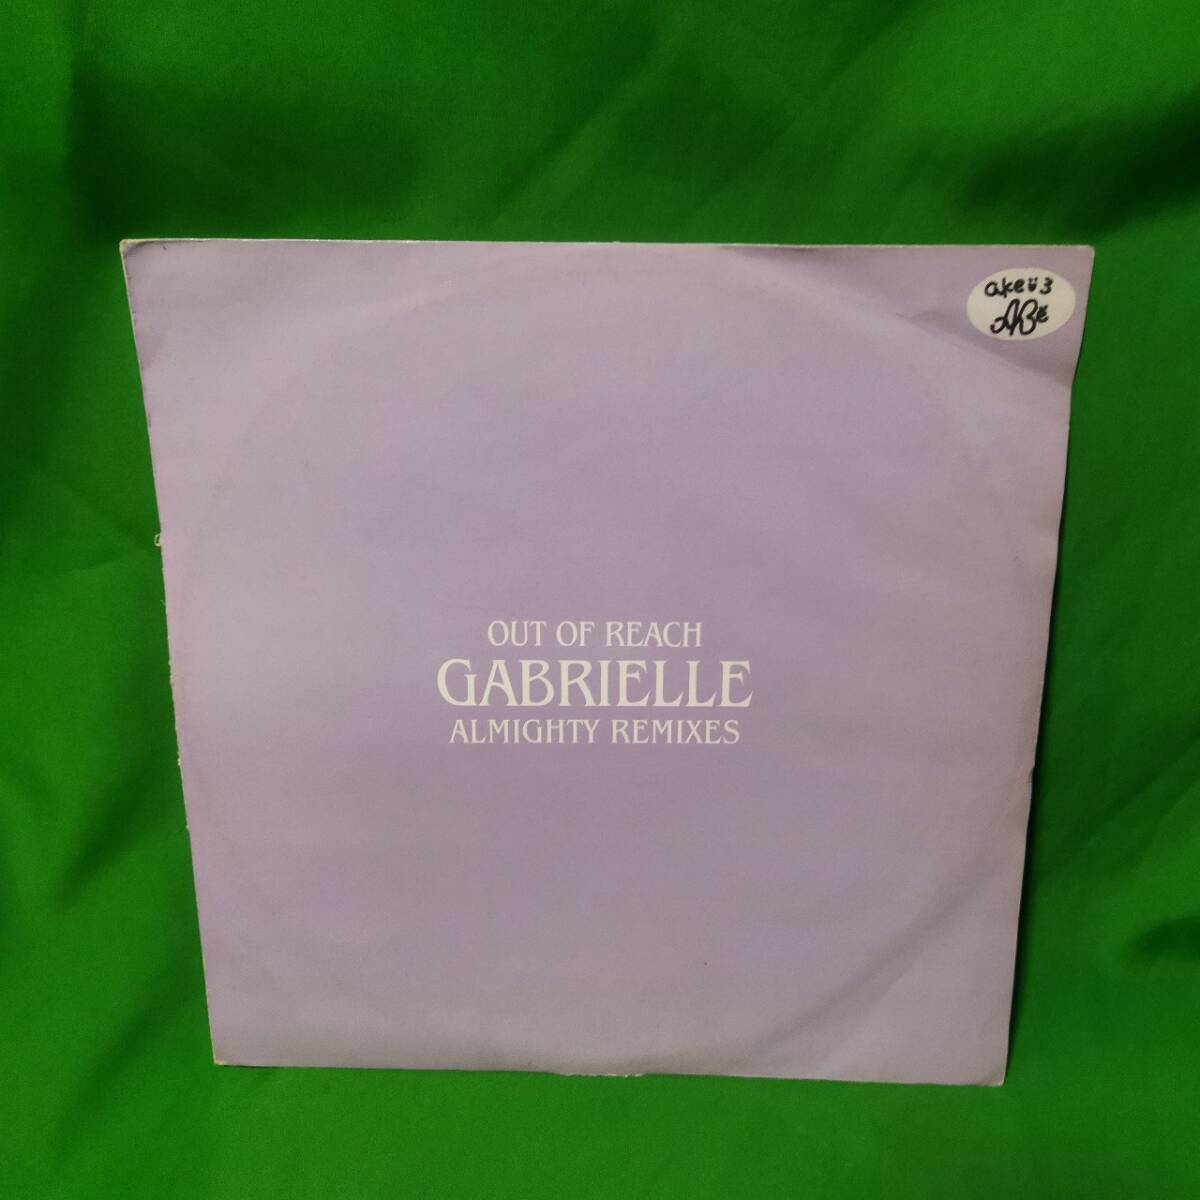 OUT OF REACH
GABRIELLE
ALMIGHTY REMIXES